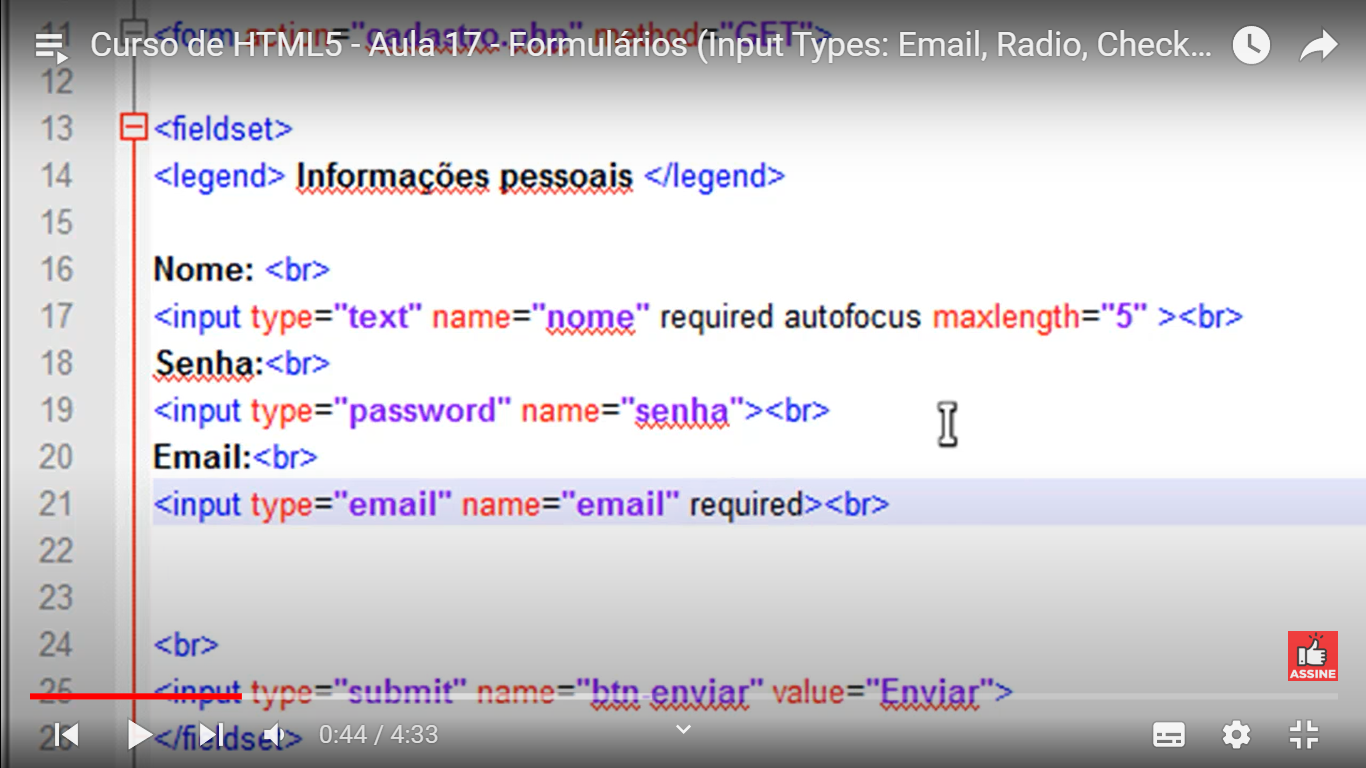 11 <form action="cadastro.php" method="GET">
Curso de HTML5 - Aula 17 - Formulários (Input Types: Email, Radio, Check...
12
13 <fieldset>
14 <legend> Informações pessoais </legend>
15
16 Nome: <br>
17 <input type="text" name="nome" required autofocus maxlength="5" ><br>
18 Senha:<br>
19 <input type="password" name="senha"><br>
20 Email:<br>
21 <input type="email" name="email" required><br>
22
23
24 <br>
ASSINE
25 <input type="submit" name="btn-enviar" value="Enviar">
26 </fieldset>
0:44 / 4:33